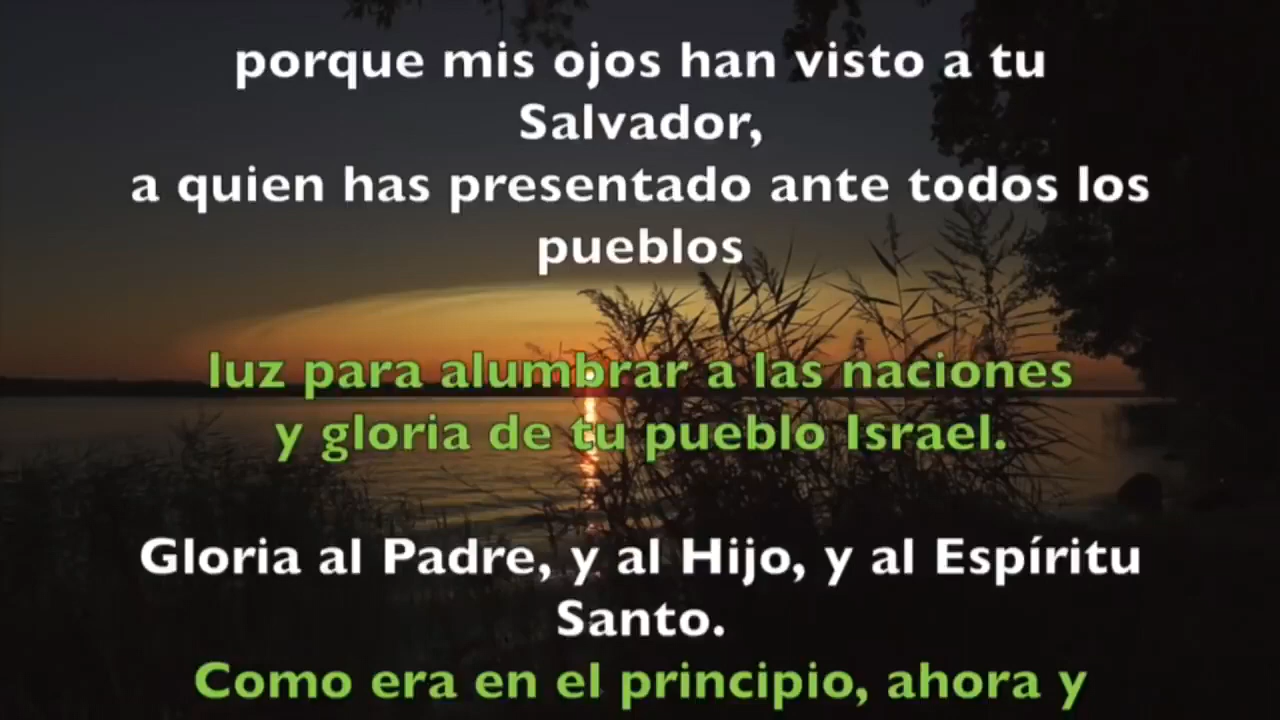 porque mis ojos han visto a tu
Salvador,
a quien has presentado ante todos los
pueblos
luz para alumbrar a las naciones
y gloria de tu pueblo Israel.
Gloria al Padre, y al Hijo, y al Espíritu
Santo.
Como era en el principio, ahora y